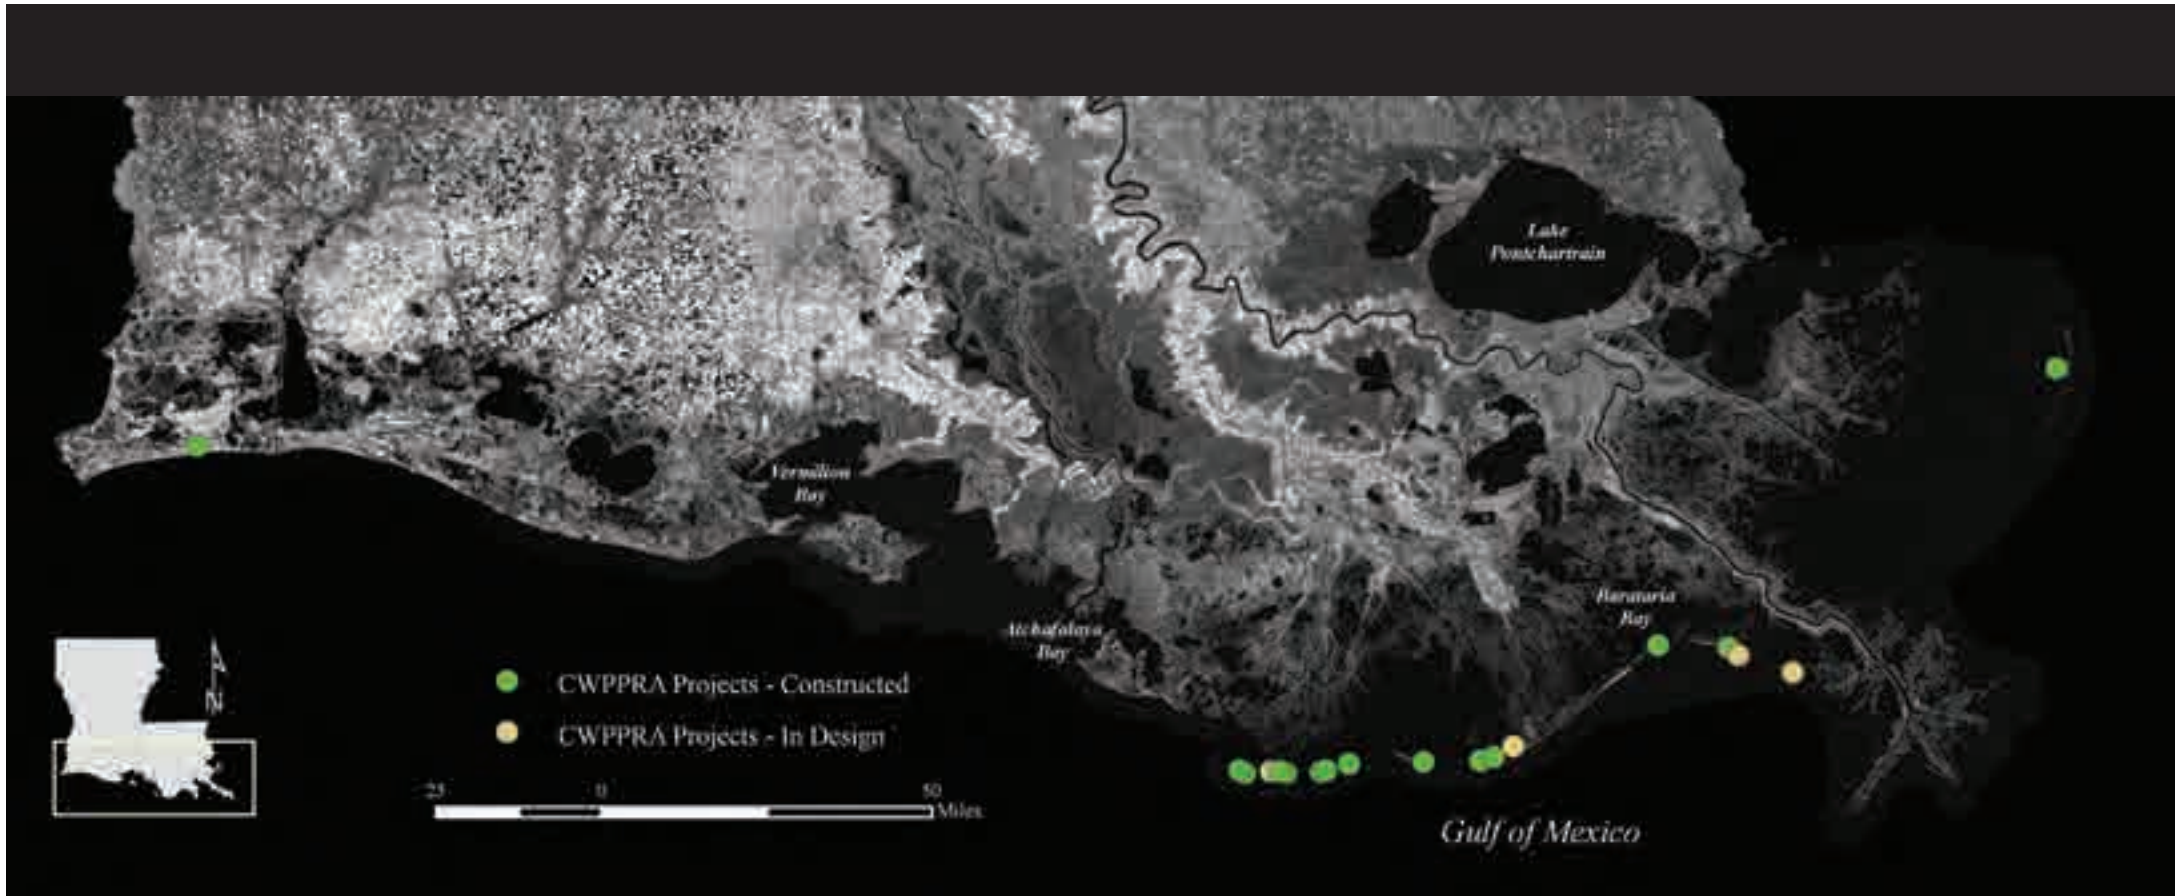 Lake
Pontchartrain
Vermilion
Bay
Barataria
Bay
Atchafalaya
Bay
N
CWPPRA Projects - Constructed
CWPPRA Projects - In Design
25 0 50
Miles
Gulf of Mexico